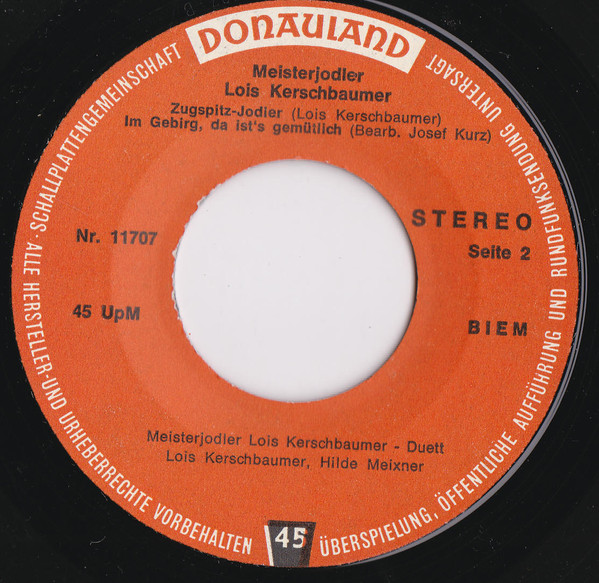 DONAULAND
Meisterjodler
Lois Kerschbaumer
Zugspitz-Jodler (Lois Kerschbaumer)
Im Gebirg, da ist's gemütlich (Bearb. Josef Kurz)
STEREO
Nr. 11707
Seite 2
45 UpM
BIEM
Meisterjodler Lois Kerschbaumer - Duett
Lois Kerschbaumer, Hilde Meixner
45
SCHALLPLATTENGEMEINSCHAFT · ALLE HERSTELLER-UND URHEBERRECHTE VORBEHALTEN
ÜBERSPIELUNG, ÖFFENTLICHE AUFFÜHRUNG UND RUNDFUNKSENDUNG UNTERSAGT